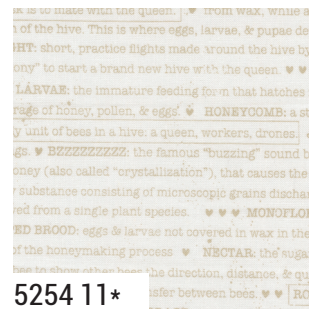 k is to mate with the queen. ♥ from wax, while a
n of the hive. This is where eggs, larvae, & pupae de
HT: short, practice flights made around the hive by
ony" to start a brand new hive with the queen. ♥ ♥
LARVAE: the immature feeding form that hatches
rage of honey, pollen, & eggs. ♥ HONEYCOMB: a st
y unit of bees in a hive: a queen, workers, drones.
gs. ♥ BZZZZZZZZZ: the famous "buzzing" sound b
oney (also called "crystallization"), that causes the
y substance consisting of microscopic grains dischar
ved from a single plant species. ♥ ♥ ♥ MONOFLO
ED BROOD: eggs & larvae not covered in wax in the
of the honeymaking process ♥ NECTAR: the suga
bee to show other bees the direction, distance, & qu
nsfer between bees. ♥ ♥ RO
5254 11*